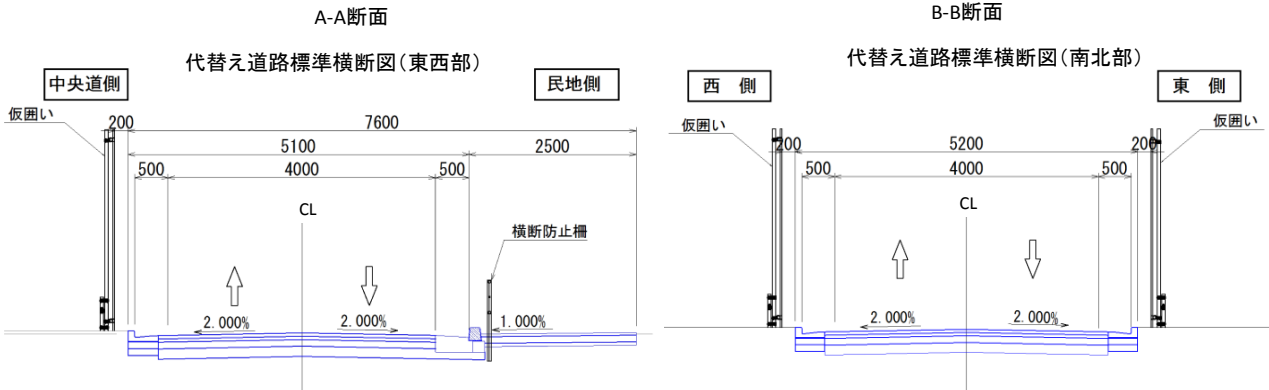 A-A断面
代替え道路標準横断図（東西部）
中央道側
民地側
仮囲い
200
7600
5100
2500
500
4000
500
CL
横断防止柵
2.000%
2.000%
1.000%
B-B断面
代替え道路標準横断図（南北部）
西 側
東 側
仮囲い
仮囲い
200
5200
200
500
4000
500
CL
2.000%
2.000%